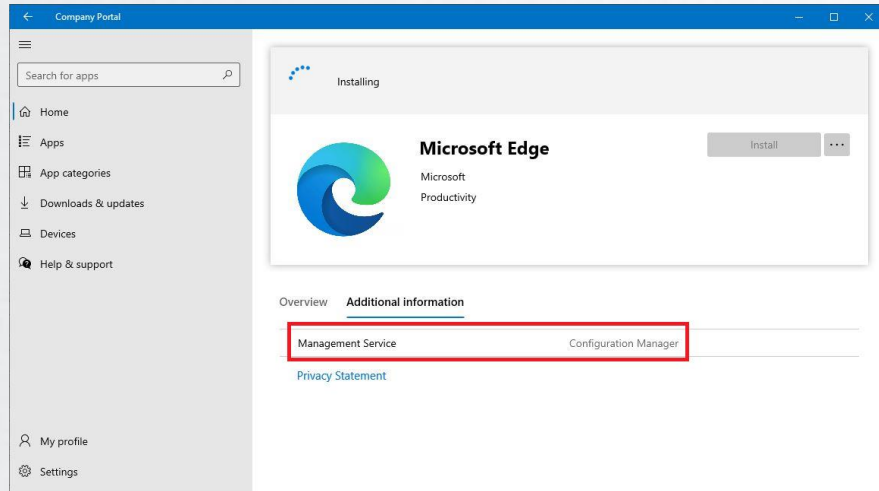 Company Portal
Search for apps
Home
Apps
App categories
Downloads & updates
Devices
Help & support
My profile
Settings
Installing
Microsoft Edge
Install
Microsoft
Productivity
Overview Additional information
Management Service Configuration Manager
Privacy Statement